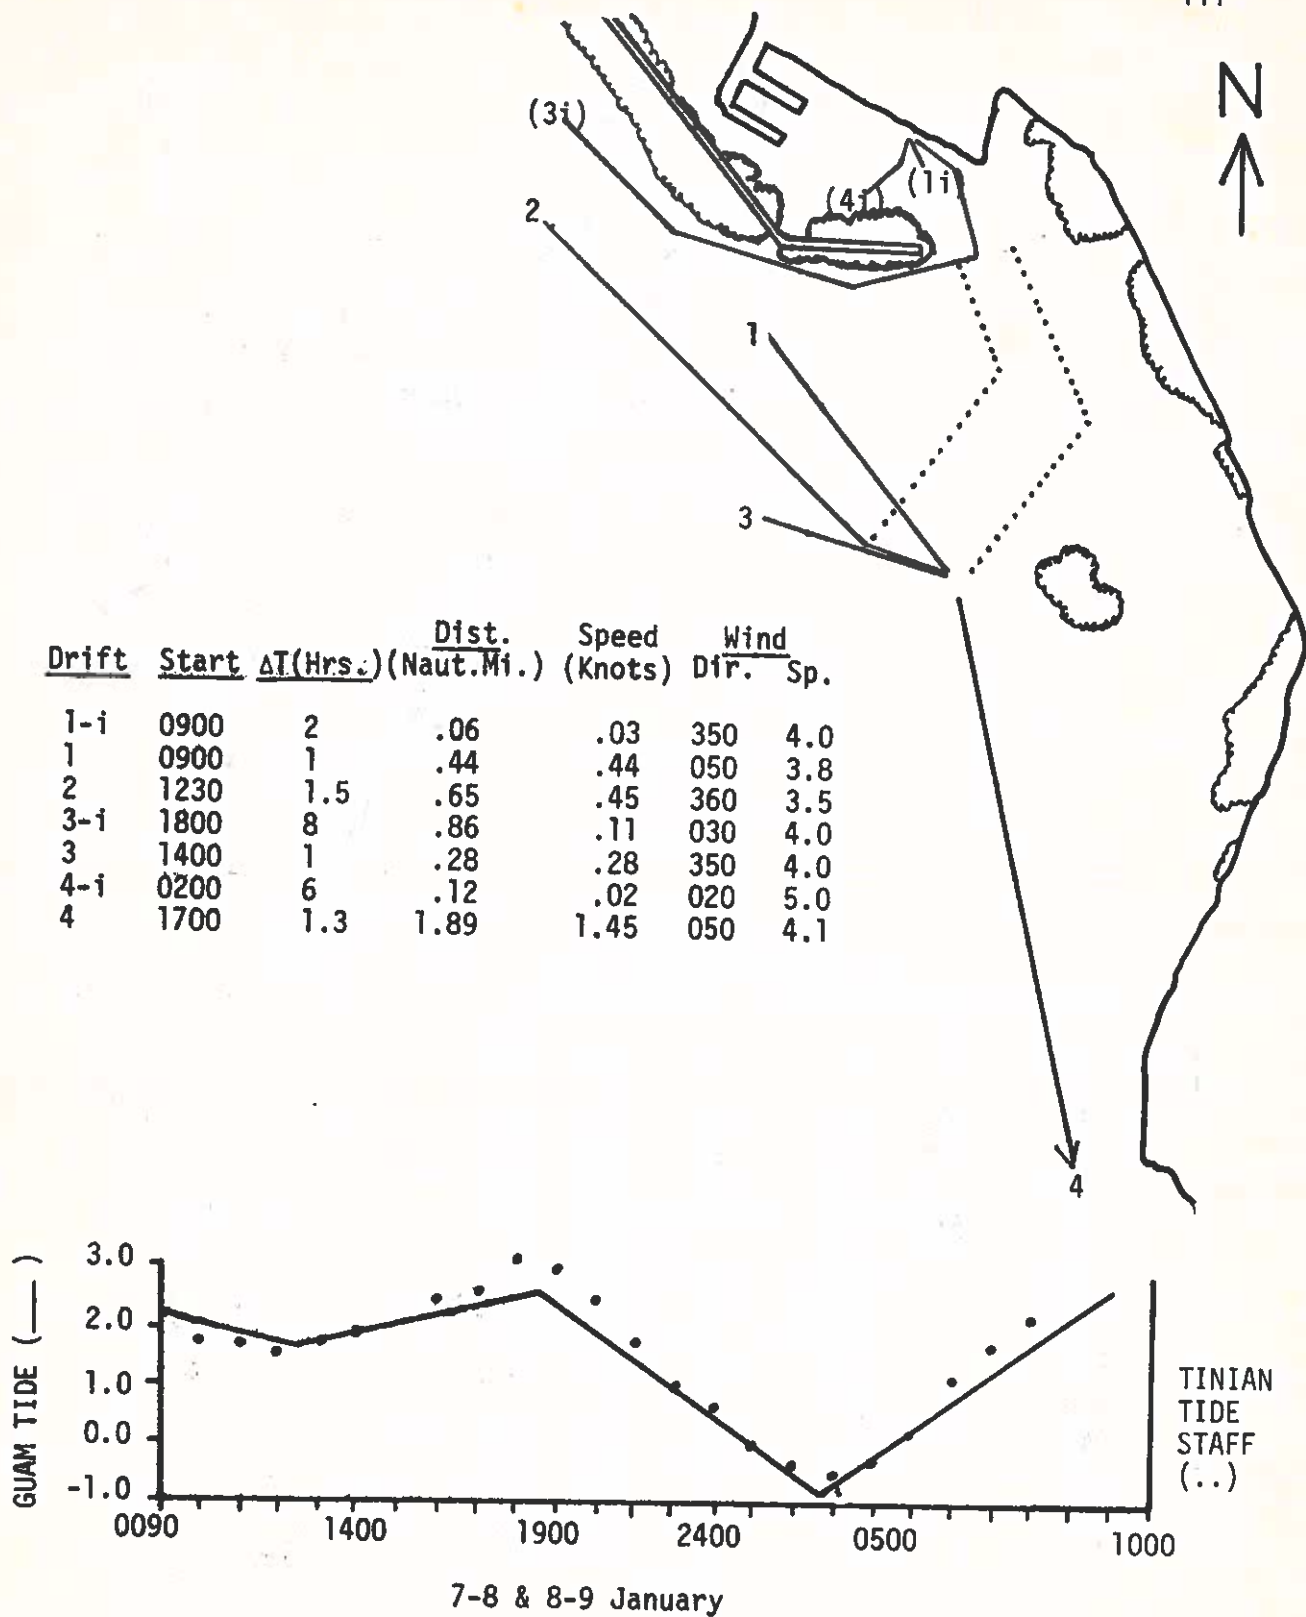 N
(3i)
(4i)
(1i
2
1
3
Dist. Speed Wind
Drift Start ΔT(Hrs.) (Naut.Mi.) (Knots) Dir. Sp.
1-i 0900 2 .06 .03 350 4.0
1 0900 1 .44 .44 050 3.8
2 1230 1.5 .65 .45 360 3.5
3-i 1800 8 .86 .11 030 4.0
3 1400 1 .28 .28 350 4.0
4-i 0200 6 .12 .02 020 5.0
4 1700 1.3 1.89 1.45 050 4.1
4
GUAM TIDE (___)
3.0
2.0
1.0
0.0
-1.0
TINIAN
TIDE
STAFF
(..)
0090 1400 1900 2400 0500 1000
7-8 & 8-9 January